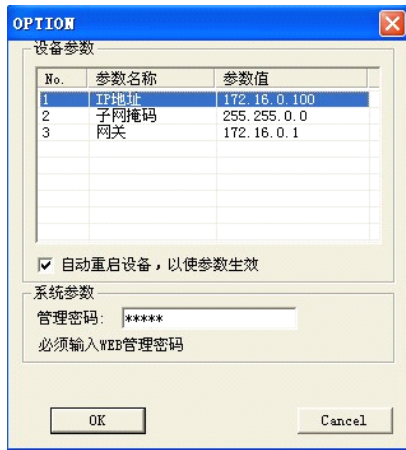 OPTION
设备参数
No. 参数名称 参数值
1 IP地址 172.16.0.100
2 子网掩码 255.255.0.0
3 网关 172.16.0.1
自动重启设备，以使参数生效
系统参数
管理密码: *****
必须输入WEB管理密码
OK Cancel